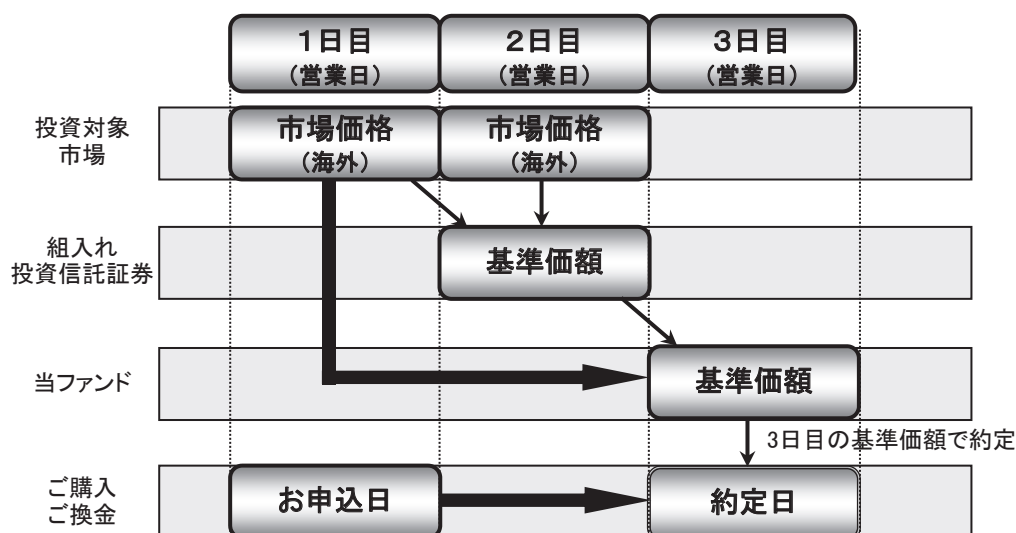 1日目
(営業日)
2日目
(営業日)
3日目
(営業日)
投資対象
市場
市場価格
(海外)
市場価格
(海外)
組入れ
投資信託証券
基準価額
当ファンド
基準価額
3日目の基準価額で約定
ご購入
ご換金
お申込日
約定日